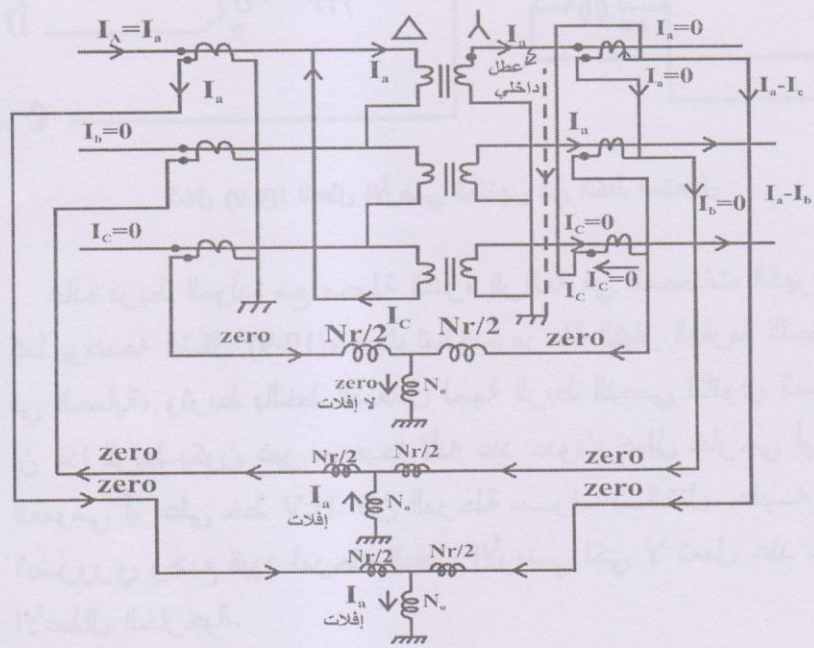 I_A=I_a
I_a
I_a
I_a
I_a=0
I_a=0
عطل
داخلي
I_a
I_a-I_c
I_b=0
I_a
I_b=0
I_a-I_b
I_C=0
I_C=0
I_C=0
I_C
I_C
zero
Nr/2
Nr/2
zero
zero
لا إفلات
N_o
zero
zero
Nr/2
Nr/2
zero
zero
I_a
إفلات
N_o
Nr/2
Nr/2
I_a
إفلات
N_o